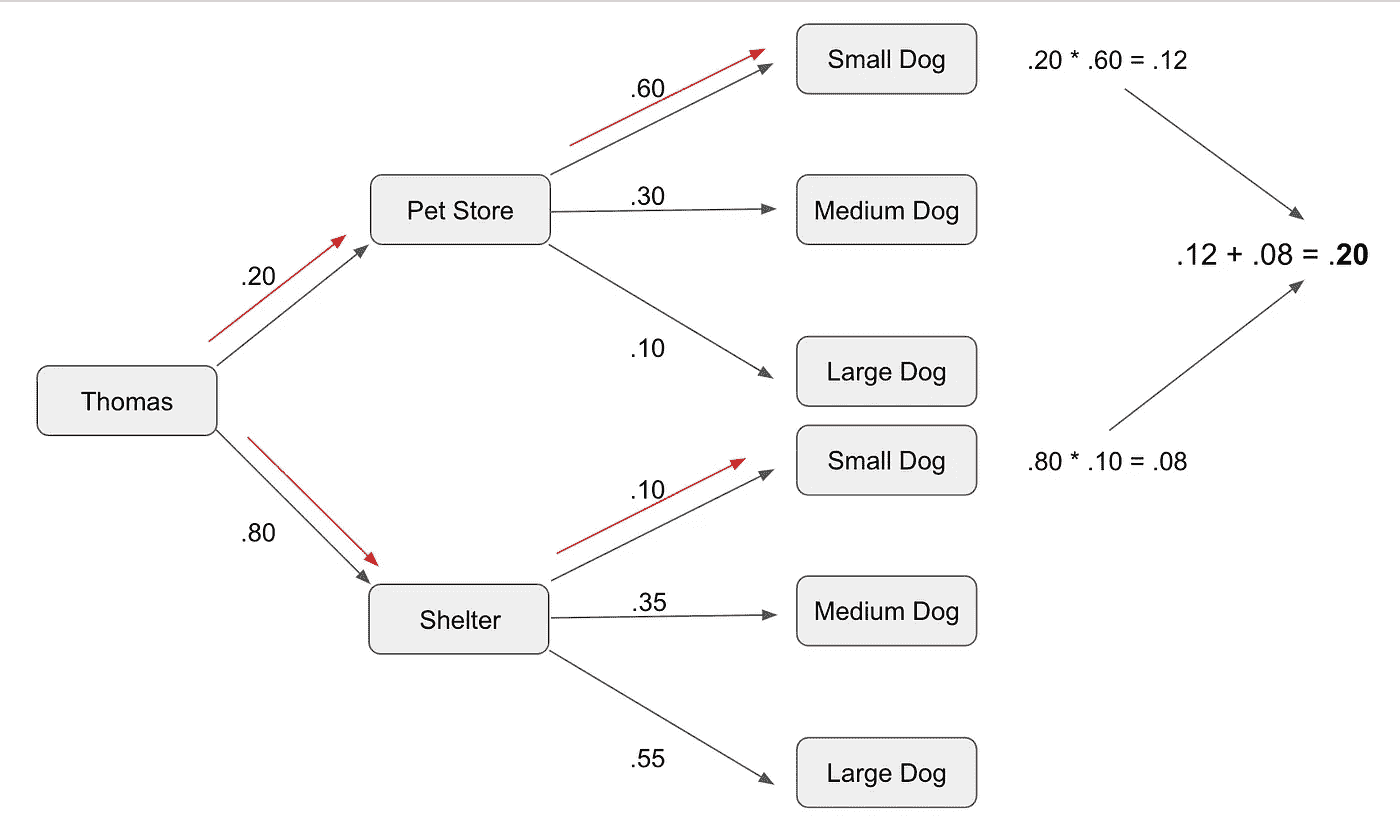 Small Dog
.20 * .60 = .12
.60
Pet Store
.30
Medium Dog
.12 + .08 = .20
.20
.10
Large Dog
Thomas
Small Dog
.80 * .10 = .08
.10
.80
Shelter
.35
Medium Dog
.55
Large Dog